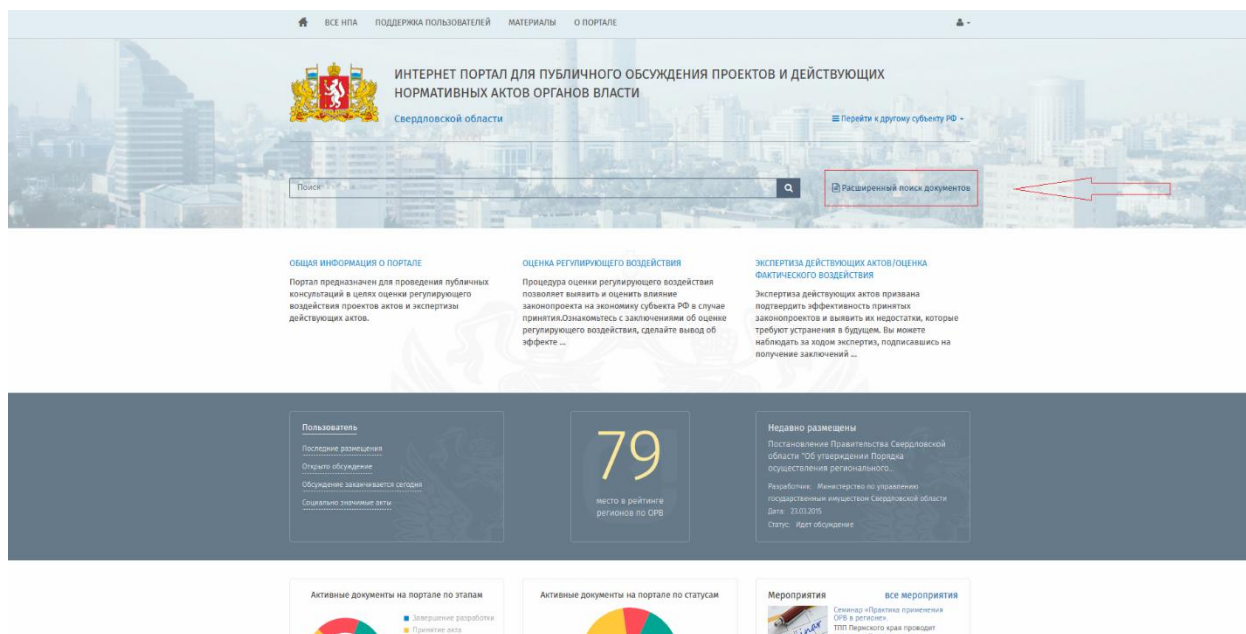 ВСЕ НПА ПОДДЕРЖКА ПОЛЬЗОВАТЕЛЕЙ МАТЕРИАЛЫ О ПОРТАЛЕ
ИНТЕРНЕТ ПОРТАЛ ДЛЯ ПУБЛИЧНОГО ОБСУЖДЕНИЯ ПРОЕКТОВ И ДЕЙСТВУЮЩИХ
НОРМАТИВНЫХ АКТОВ ОРГАНОВ ВЛАСТИ
Свердловской области
Перейти к другому субъекту РФ
Поиск
Расширенный поиск документов
ОБЩАЯ ИНФОРМАЦИЯ О ПОРТАЛЕ
Портал предназначен для проведения публичных
консультаций в целях оценки регулирующего
воздействия проектов актов и экспертизы
действующих актов.
ОЦЕНКА РЕГУЛИРУЮЩЕГО ВОЗДЕЙСТВИЯ
Процедура оценки регулирующего воздействия
позволяет выявить и оценить влияние
законопроекта на экономику субъекта РФ в случае
принятия.Ознакомьтесь с заключениями об оценке
регулирующего воздействия, сделайте вывод об
эффекте ...
ЭКСПЕРТИЗА ДЕЙСТВУЮЩИХ АКТОВ/ОЦЕНКА
ФАКТИЧЕСКОГО ВОЗДЕЙСТВИЯ
Экспертиза действующих актов призвана
подтвердить эффективность принятых
законопроектов и выявить их недостатки, которые
требуют устранения в будущем. Вы можете
наблюдать за ходом экспертиз, подписавшись на
получение заключений ...
Пользователь
Последние размещения
Открыто обсуждение
Обсуждение заканчивается сегодня
Социально значимые акты
79
место в рейтинге
регионов по ОРВ
Недавно размещены
Постановление Правительства Свердловской
области "Об утверждении Порядка
осуществления регионального...
Разработчик: Министерство по управлению
государственным имуществом Свердловской области
Дата: 23.03.2015
Статус: Идет обсуждение
Активные документы на портале по этапам
Завершение разработки
Принятие акта
Активные документы на портале по статусам
Мероприятия все мероприятия
Семинар «Практика применения
ОРВ в регионе».
ТПП Пермского края проводит